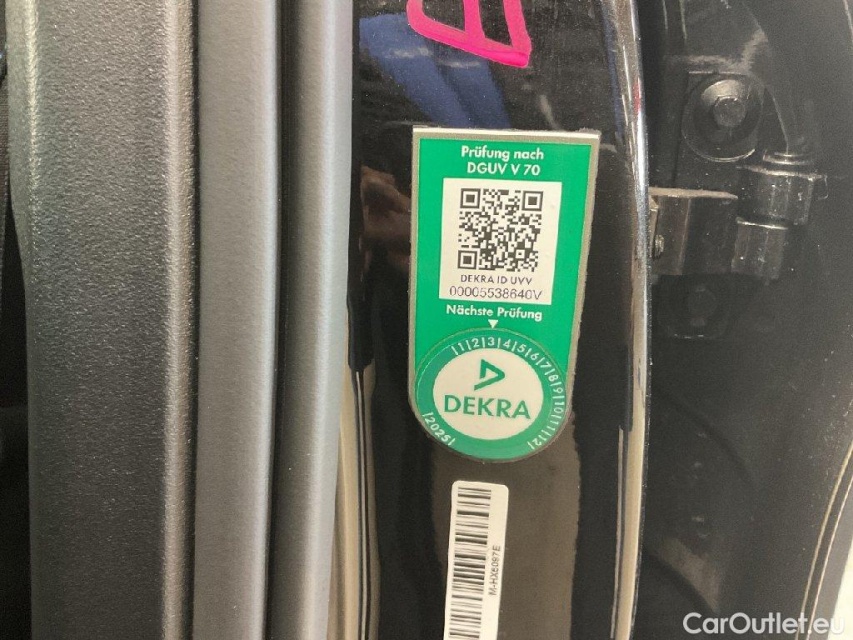 Prüfung nach
DGUV V 70
DEKRA ID UVV
00005538640V
Nächste Prüfung
|1|2|3|4|5|6|7|8|9|10|11|12|
DEKRA
|2025|
M-HX6097E
CarOutlet.eu